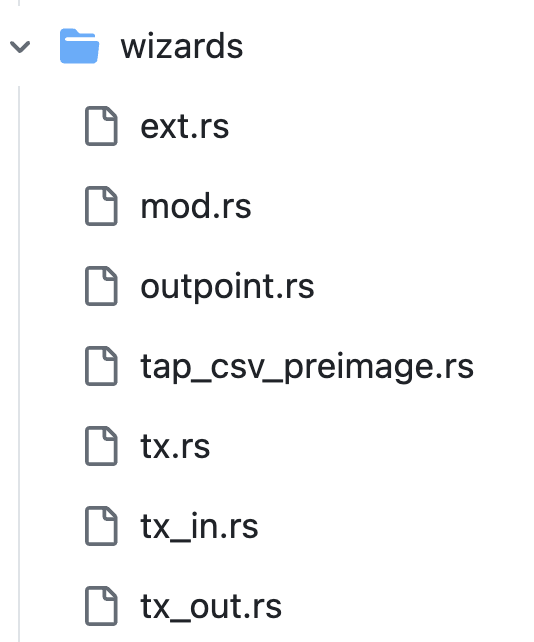 wizards
ext.rs
mod.rs
outpoint.rs
tap_csv_preimage.rs
tx.rs
tx_in.rs
tx_out.rs